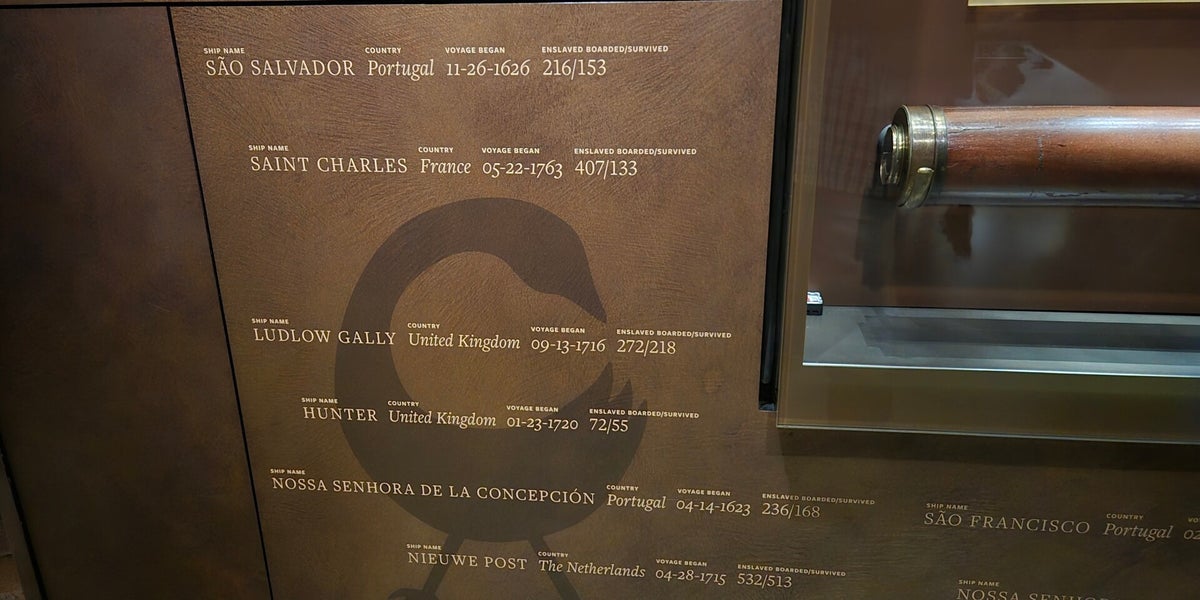 SHIP NAME COUNTRY VOYAGE BEGAN ENSLAVED BOARDED/SURVIVED
SÃO SALVADOR Portugal 11-26-1626 216/153
SHIP NAME COUNTRY VOYAGE BEGAN ENSLAVED BOARDED/SURVIVED
SAINT CHARLES France 05-22-1763 407/133
SHIP NAME COUNTRY VOYAGE BEGAN ENSLAVED BOARDED/SURVIVED
LUDLOW GALLY United Kingdom 09-13-1716 272/218
SHIP NAME COUNTRY VOYAGE BEGAN ENSLAVED BOARDED/SURVIVED
HUNTER United Kingdom 01-23-1720 72/55
SHIP NAME COUNTRY VOYAGE BEGAN ENSLAVED BOARDED/SURVIVED
NOSSA SENHORA DE LA CONCEPCIÓN Portugal 04-14-1623 236/168
SHIP NAME COUNTRY
SÃO FRANCISCO Portugal
SHIP NAME COUNTRY VOYAGE BEGAN ENSLAVED BOARDED/SURVIVED
NIEUWE POST The Netherlands 04-28-1715 532/513
SHIP NAME
NOSSA